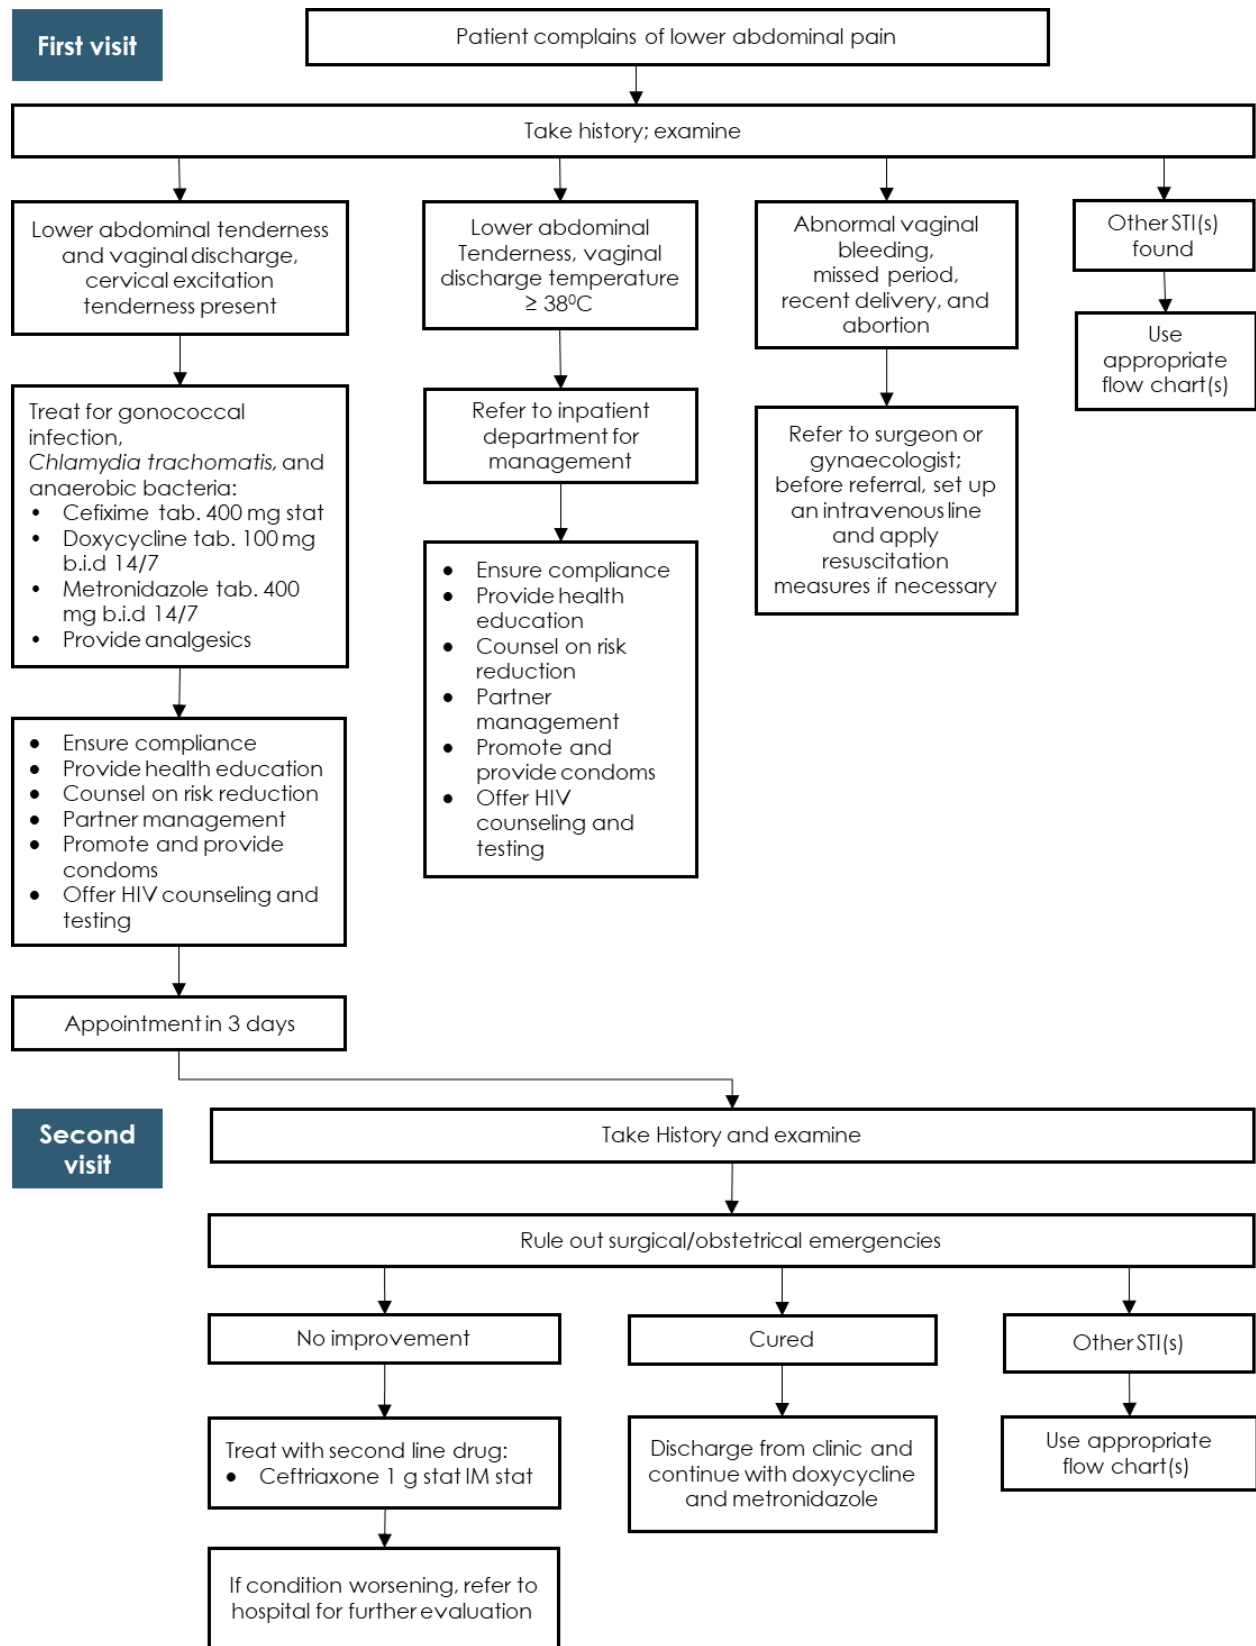 First visit
Patient complains of lower abdominal pain
Take history; examine
Lower abdominal tenderness
and vaginal discharge,
cervical excitation
tenderness present
Treat for gonococcal
infection,
Chlamydia trachomatis, and
anaerobic bacteria:
• Cefixime tab. 400 mg stat
• Doxycycline tab. 100 mg
b.i.d 14/7
• Metronidazole tab. 400
mg b.i.d 14/7
• Provide analgesics
● Ensure compliance
● Provide health education
● Counsel on risk reduction
● Partner management
● Promote and provide
condoms
● Offer HIV counseling and
testing
Appointment in 3 days
Lower abdominal
Tenderness, vaginal
discharge temperature
≥ 38⁰C
Refer to inpatient
department for
management
● Ensure compliance
● Provide health
education
● Counsel on risk
reduction
● Partner
management
● Promote and
provide condoms
● Offer HIV
counseling and
testing
Abnormal vaginal
bleeding,
missed period,
recent delivery, and
abortion
Refer to surgeon or
gynaecologist;
before referral, set up
an intravenous line
and apply
resuscitation
measures if necessary
Other STI(s)
found
Use
appropriate
flow chart(s)
Second
visit
Take History and examine
Rule out surgical/obstetrical emergencies
No improvement
Treat with second line drug:
● Ceftriaxone 1 g stat IM stat
If condition worsening, refer to
hospital for further evaluation
Cured
Discharge from clinic and
continue with doxycycline
and metronidazole
Other STI(s)
Use appropriate
flow chart(s)